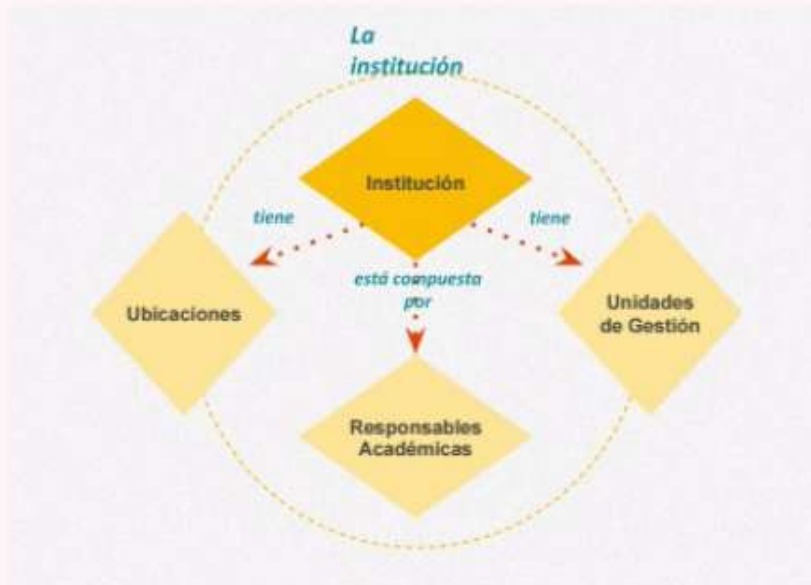 La
institución
Institución
tiene
tiene
está compuesta
por
Ubicaciones
Unidades
de Gestión
Responsables
Académicas